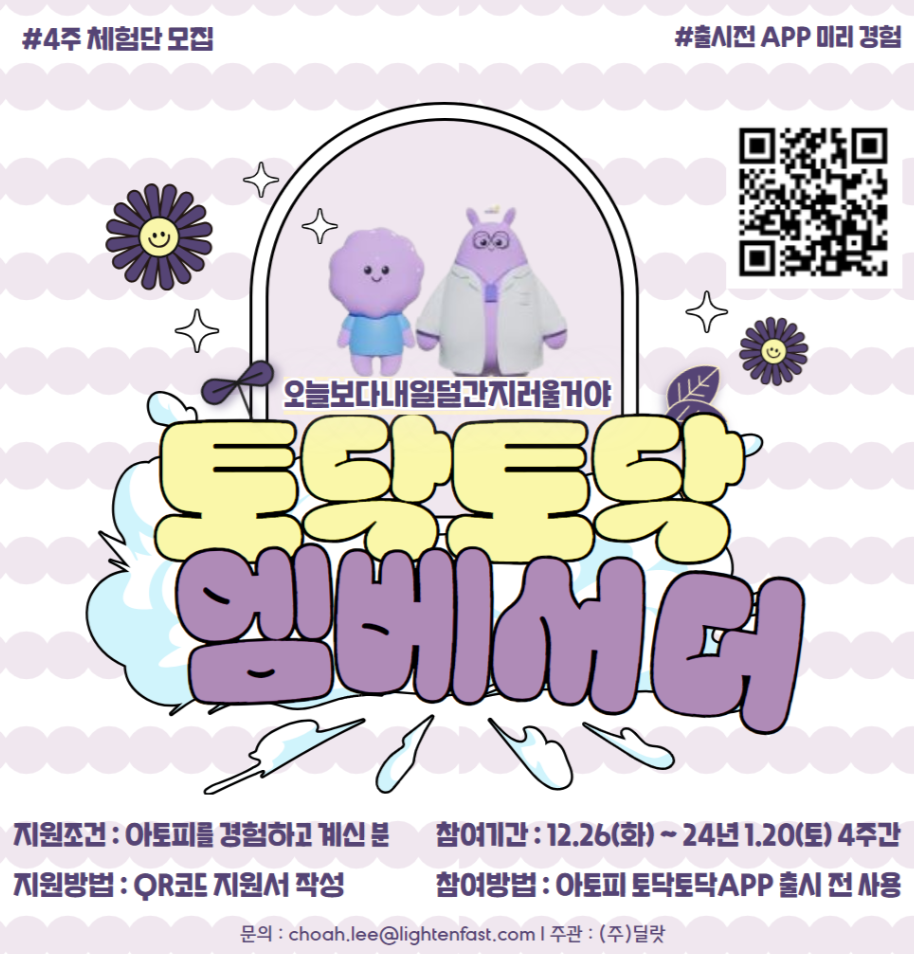 #4주 체험단 모집
#출시전 APP 미리 경험
오늘보다내일덜간지러울거야
토닥토닥
엠베서더
지원조건 : 아토피를 경험하고 계신 분
참여기간 : 12.26(화) ~ 24년 1.20(토) 4주간
지원방법 : QR코드 지원서 작성
참여방법 : 아토피 토닥토닥APP 출시 전 사용
문의 : choah.lee@lightenfast.com l 주관 : (주)딜랏